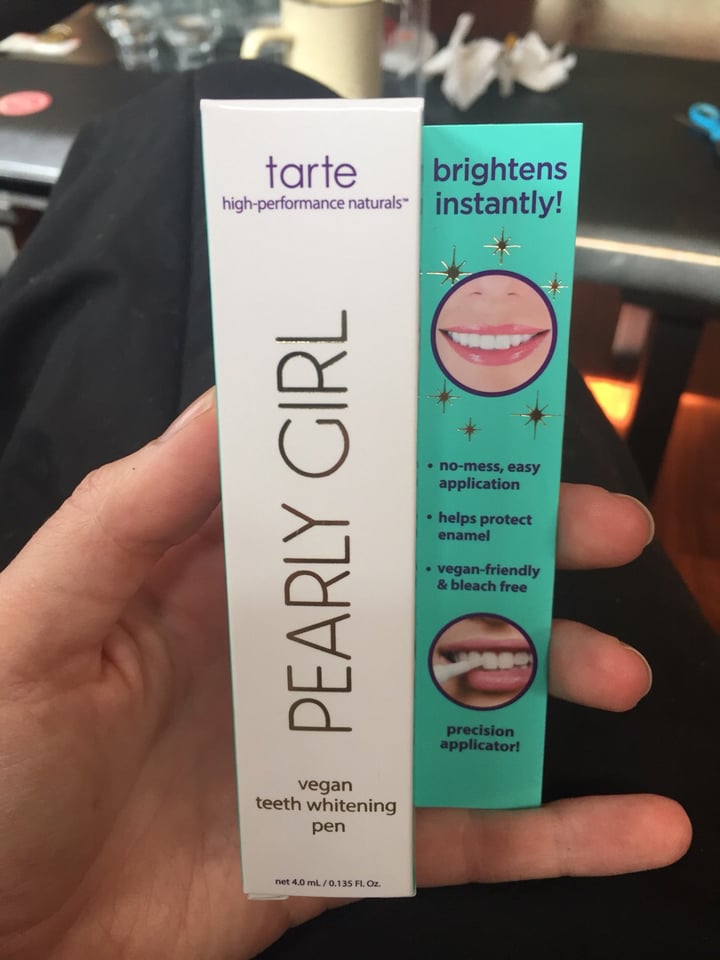 tarte
high-performance naturals™
PEARLY GIRL
vegan
teeth whitening
pen
net 4.0 mL / 0.135 Fl. Oz.
brightens
instantly!
• no-mess, easy
application
• helps protect
enamel
• vegan-friendly
& bleach free
precision
applicator!